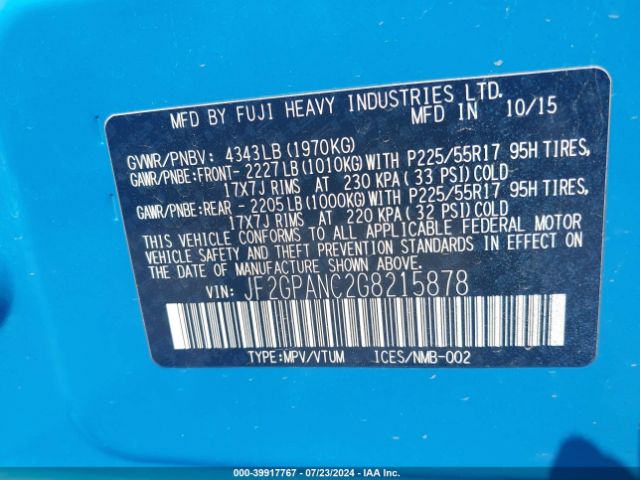 MFD BY FUJI HEAVY INDUSTRIES LTD.
MFD IN 10/15
GVWR/PNBV: 4343LB (1970KG)
GAWR/PNBE:FRONT- 2227LB (1010KG) WITH P225/55R17 95H TIRES,
17X7J RIMS AT 230 KPA (33 PSI) COLD
GAWR/PNBE:REAR - 2205LB (1000KG) WITH P225/55R17 95H TIRES,
17X7J RIMS AT 220 KPA (32 PSI) COLD
THIS VEHICLE CONFORMS TO ALL APPLICABLE FEDERAL MOTOR
VEHICLE SAFETY AND THEFT PREVENTION STANDARDS IN EFFECT ON
THE DATE OF MANUFACTURE SHOWN ABOVE.
VIN: JF2GPANC2G8215878
TYPE:MPV/VTUM ICES/NMB-002
000-39917767 - 07/23/2024 - IAA Inc.